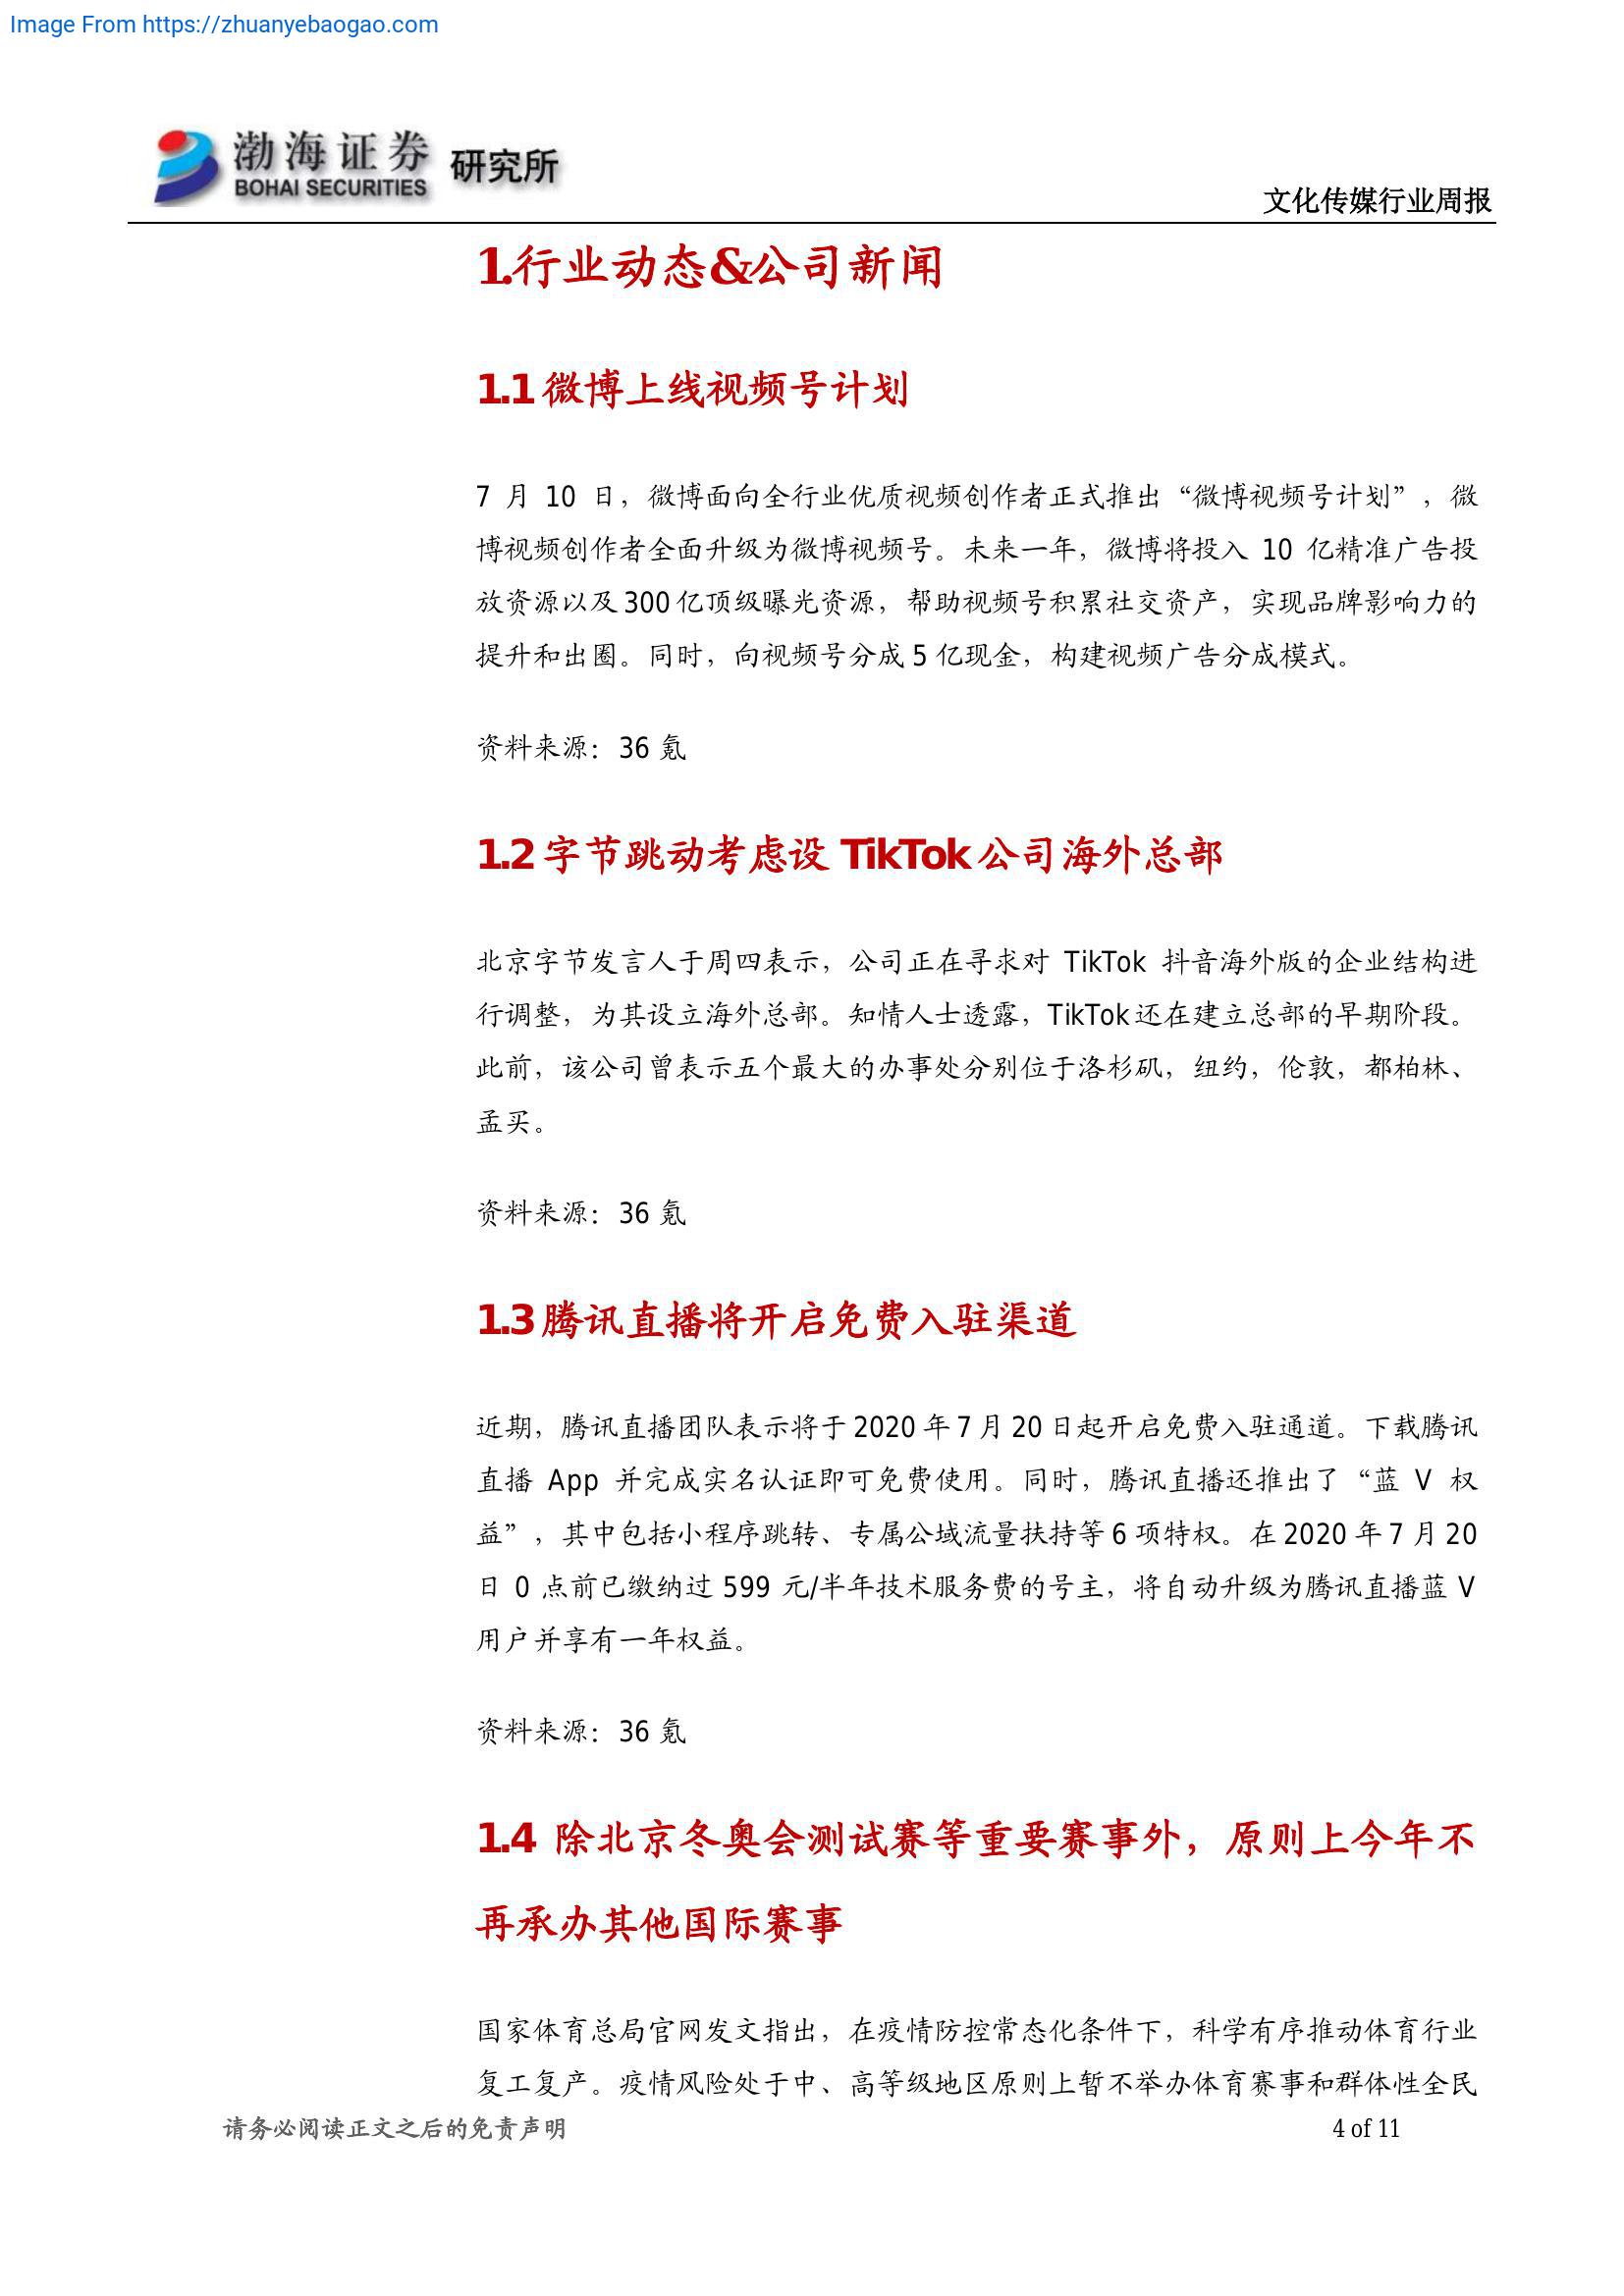 Image From https://zhuanyebaogao.com
渤海证券 研究所
BOHAI SECURITIES
文化传媒行业周报
1.行业动态&公司新闻
1.1 微博上线视频号计划
7 月 10 日，微博面向全行业优质视频创作者正式推出“微博视频号计划”，微
博视频创作者全面升级为微博视频号。未来一年，微博将投入 10 亿精准广告投
放资源以及 300 亿顶级曝光资源，帮助视频号积累社交资产，实现品牌影响力的
提升和出圈。同时，向视频号分成 5 亿现金，构建视频广告分成模式。
资料来源：36 氪
1.2 字节跳动考虑设 TikTok 公司海外总部
北京字节发言人于周四表示，公司正在寻求对 TikTok 抖音海外版的企业结构进
行调整，为其设立海外总部。知情人士透露，TikTok 还在建立总部的早期阶段。
此前，该公司曾表示五个最大的办事处分别位于洛杉矶，纽约，伦敦，都柏林、
孟买。
资料来源：36 氪
1.3 腾讯直播将开启免费入驻渠道
近期，腾讯直播团队表示将于 2020 年 7 月 20 日起开启免费入驻通道。下载腾讯
直播 App 并完成实名认证即可免费使用。同时，腾讯直播还推出了“蓝 V 权
益”，其中包括小程序跳转、专属公域流量扶持等 6 项特权。在 2020 年 7 月 20
日 0 点前已缴纳过 599 元/半年技术服务费的号主，将自动升级为腾讯直播蓝 V
用户并享有一年权益。
资料来源：36 氪
1.4 除北京冬奥会测试赛等重要赛事外，原则上今年不
再承办其他国际赛事
国家体育总局官网发文指出，在疫情防控常态化条件下，科学有序推动体育行业
复工复产。疫情风险处于中、高等级地区原则上暂不举办体育赛事和群体性全民
请务必阅读正文之后的免责声明
4 of 11